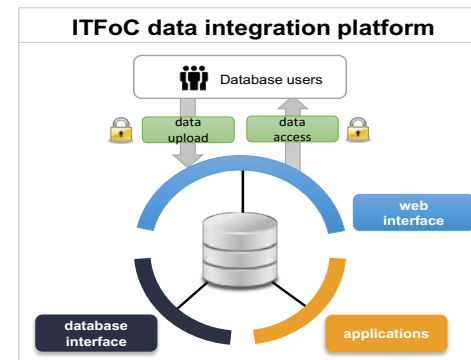 ITFoC data integration platform
Database users
data
upload
data
access
web
interface
database
interface
applications